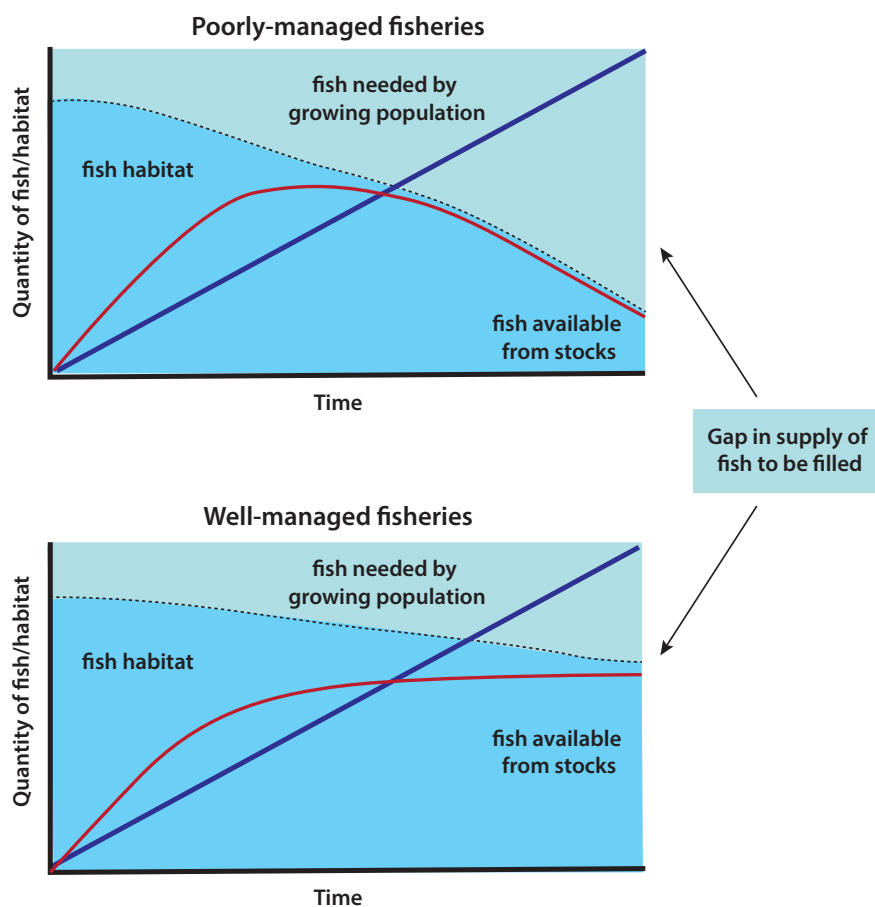 Poorly-managed fisheries
Quantity of fish/habitat
fish needed by
growing population
fish habitat
fish available
from stocks
Time
Gap in supply of
fish to be filled
Well-managed fisheries
Quantity of fish/habitat
fish needed by
growing population
fish habitat
fish available
from stocks
Time